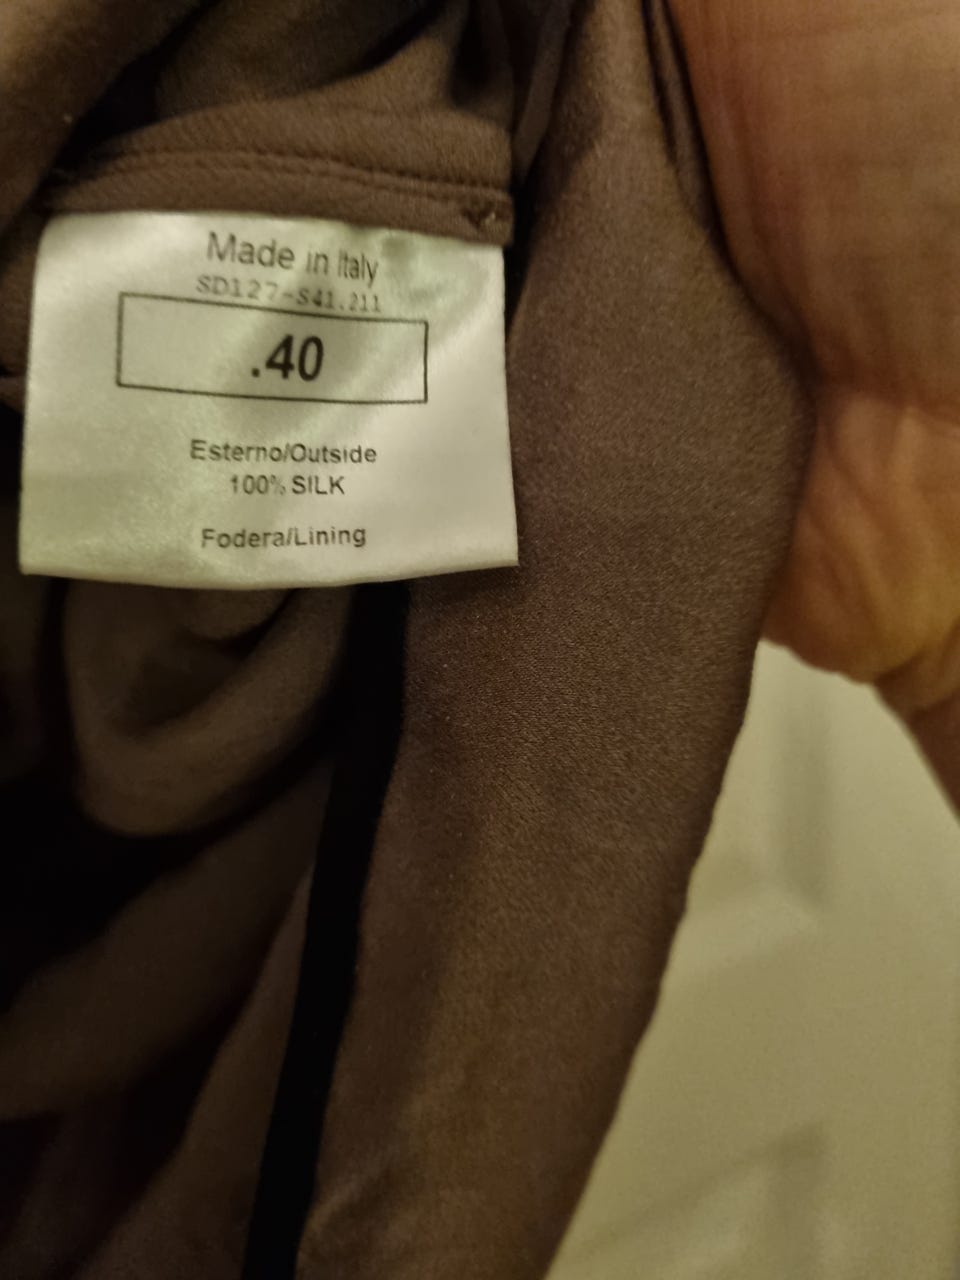 Made in Italy
SD127-S41.211
.40
Esterno/Outside
100% SILK
Fodera/Lining